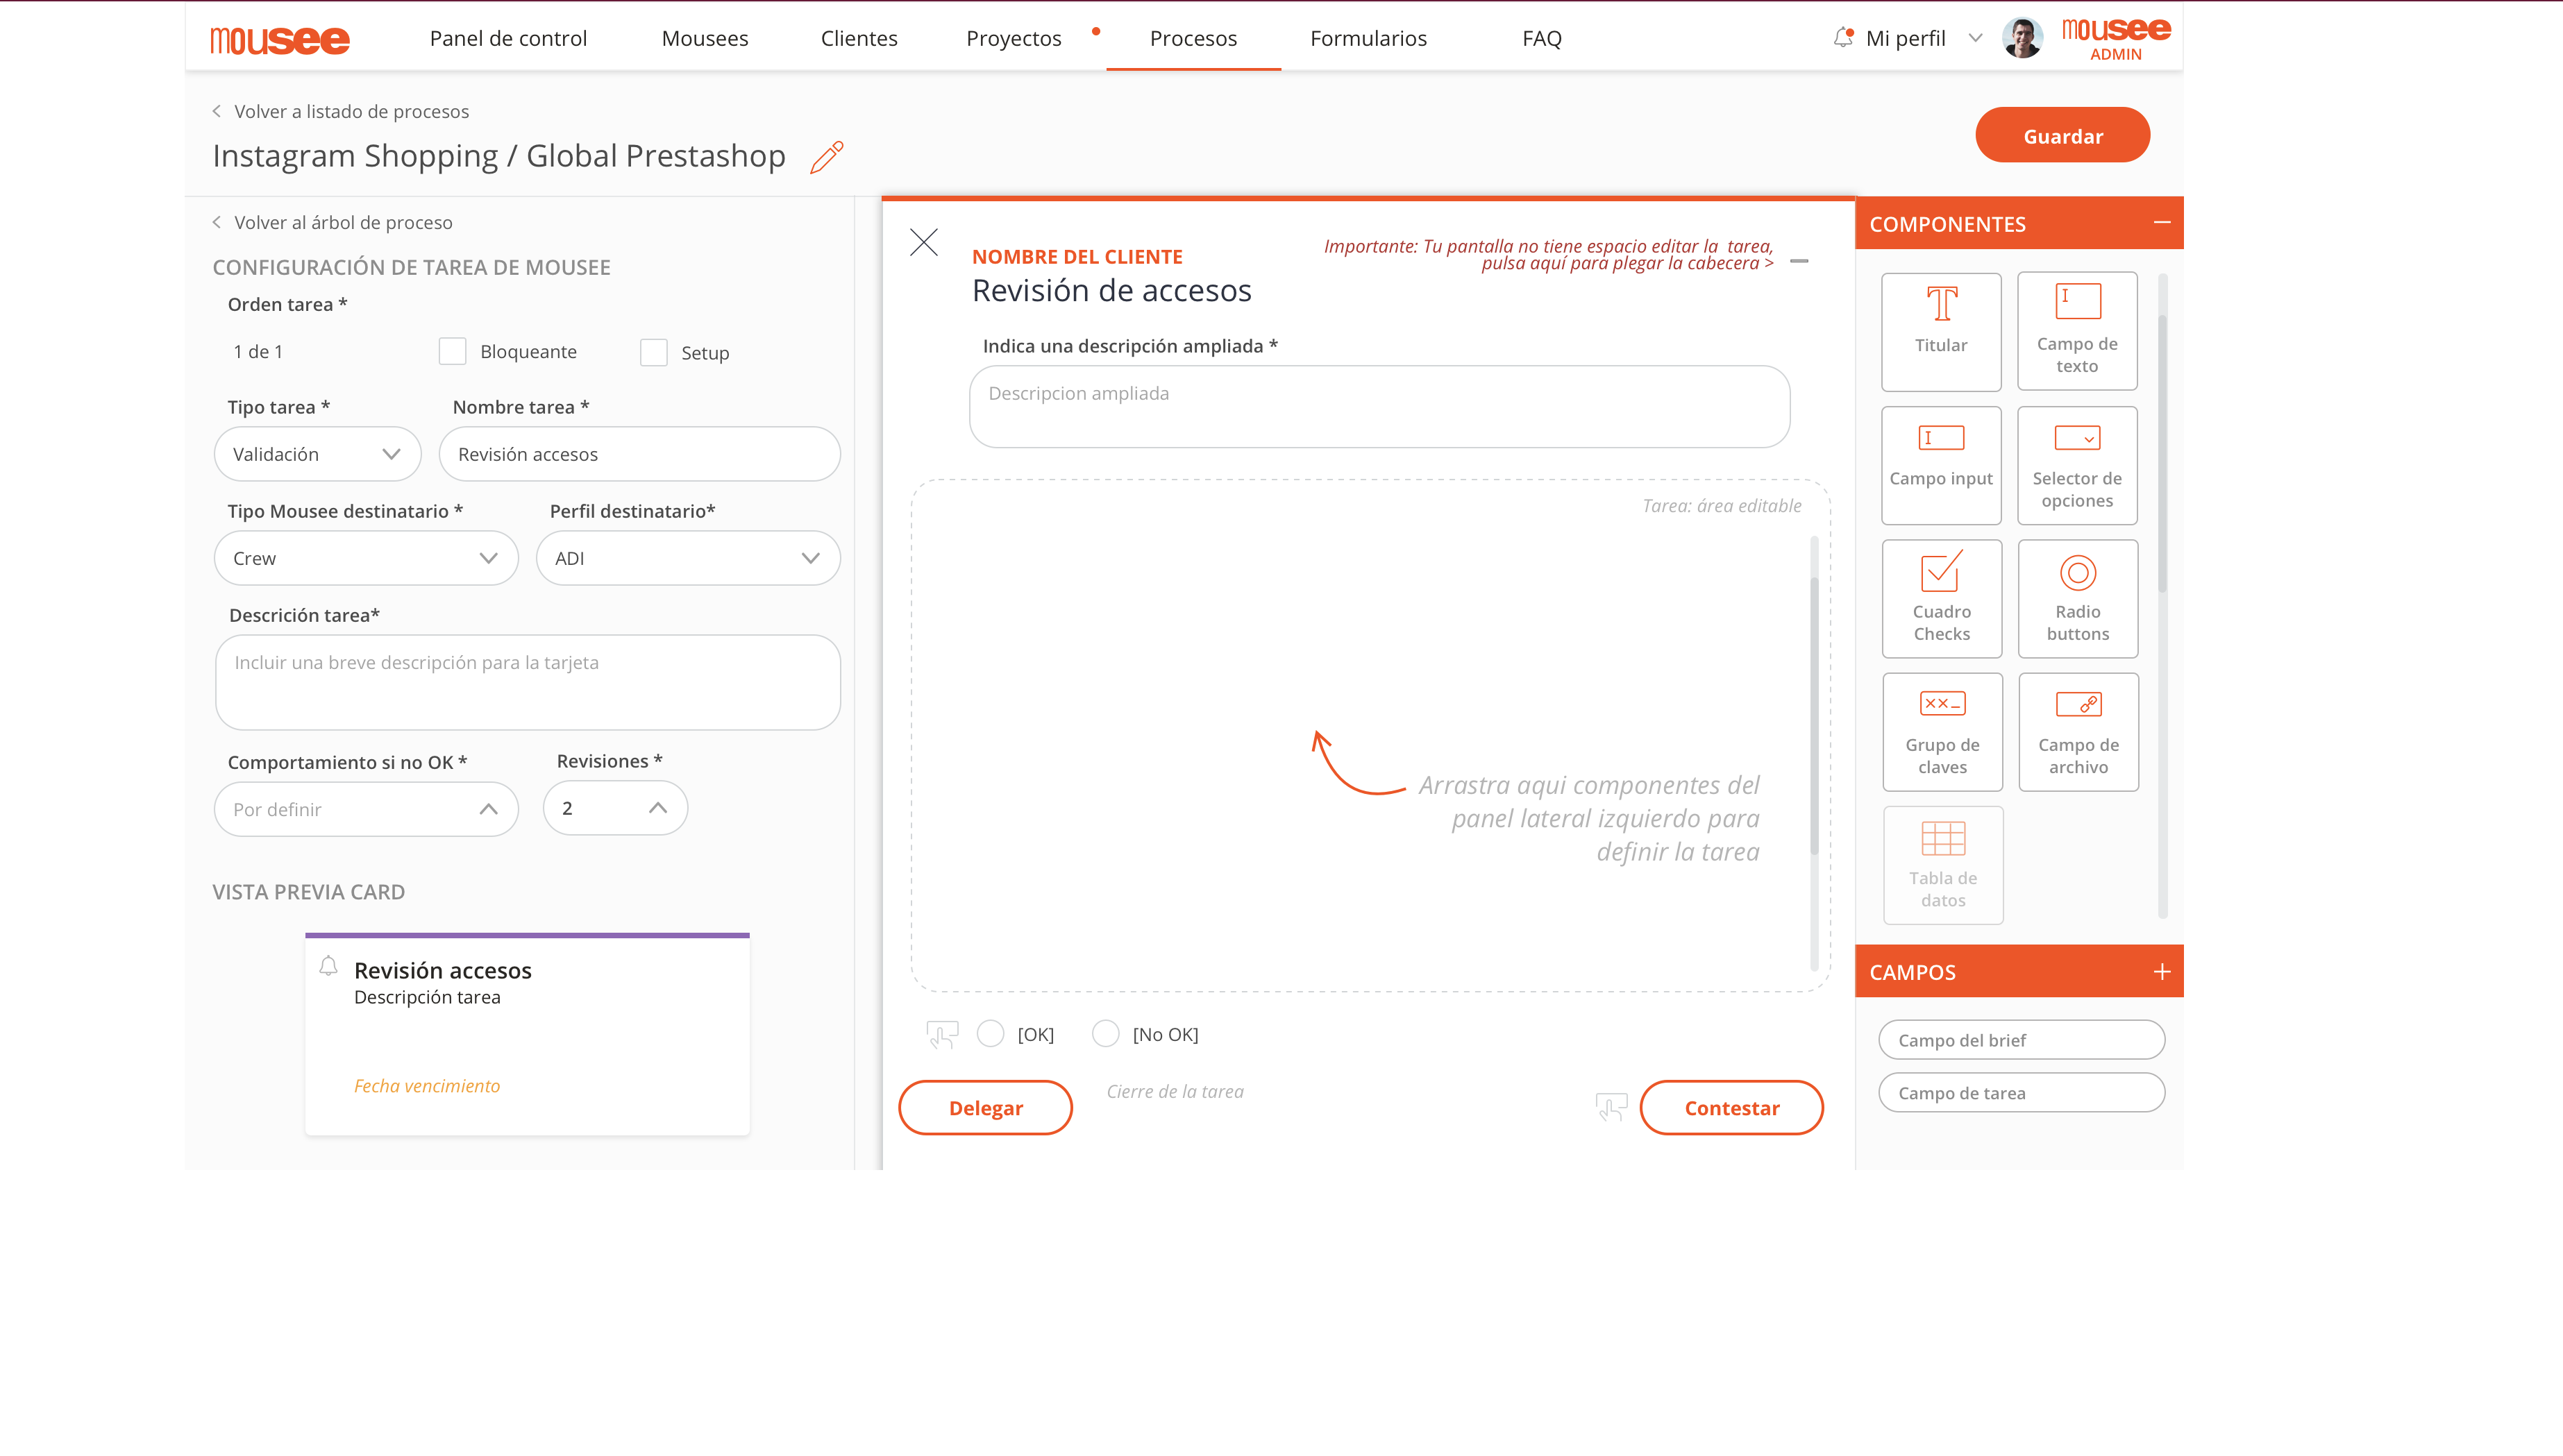 mousee
Panel de control
Mousees
Clientes
Proyectos
Procesos
Formularios
FAQ
Mi perfil
mousee
ADMIN
Volver a listado de procesos
Instagram Shopping / Global Prestashop
Guardar
Volver al árbol de proceso
CONFIGURACIÓN DE TAREA DE MOUSEE
Orden tarea *
1 de 1
Bloqueante
Setup
Tipo tarea *
Nombre tarea *
Validación
Revisión accesos
Tipo Mousee destinatario *
Perfil destinatario*
Crew
ADI
Descrición tarea*
Incluir una breve descripción para la tarjeta
Comportamiento si no OK *
Revisiones *
Por definir
2
VISTA PREVIA CARD
Revisión accesos
Descripción tarea
Fecha vencimiento
NOMBRE DEL CLIENTE
Revisión de accesos
Importante: Tu pantalla no tiene espacio editar la  tarea,
pulsa aquí para plegar la cabecera >
Indica una descripción ampliada *
Descripcion ampliada
Tarea: área editable
Arrastra aqui componentes del
panel lateral izquierdo para
definir la tarea
[OK]
[No OK]
Delegar
Cierre de la tarea
Contestar
COMPONENTES
Titular
Campo de
texto
Campo input
Selector de
opciones
Cuadro
Checks
Radio
buttons
Grupo de
claves
Campo de
archivo
Tabla de
datos
CAMPOS
Campo del brief
Campo de tarea